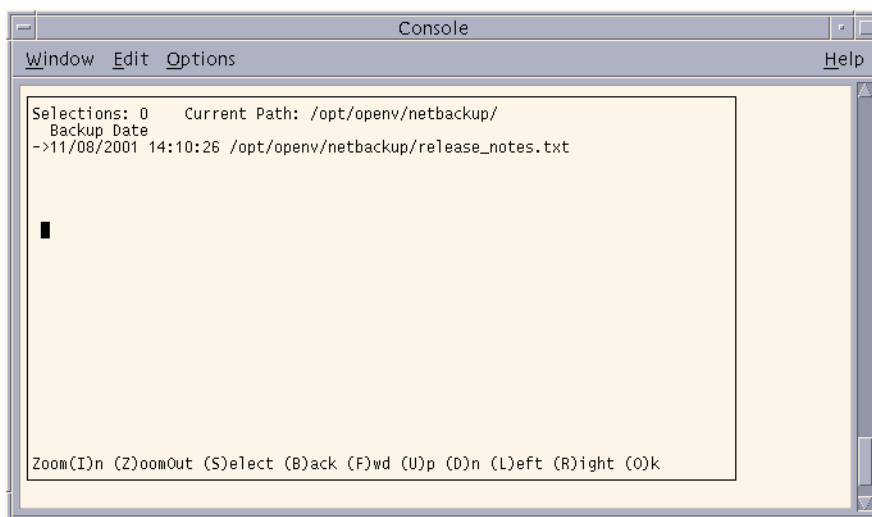 Console
Window Edit Options Help
Selections: 0 Current Path: /opt/openv/netbackup/
Backup Date
->11/08/2001 14:10:26 /opt/openv/netbackup/release_notes.txt
Zoom(I)n (Z)oomOut (S)elect (B)ack (F)wd (U)p (D)n (L)eft (R)ight (O)k